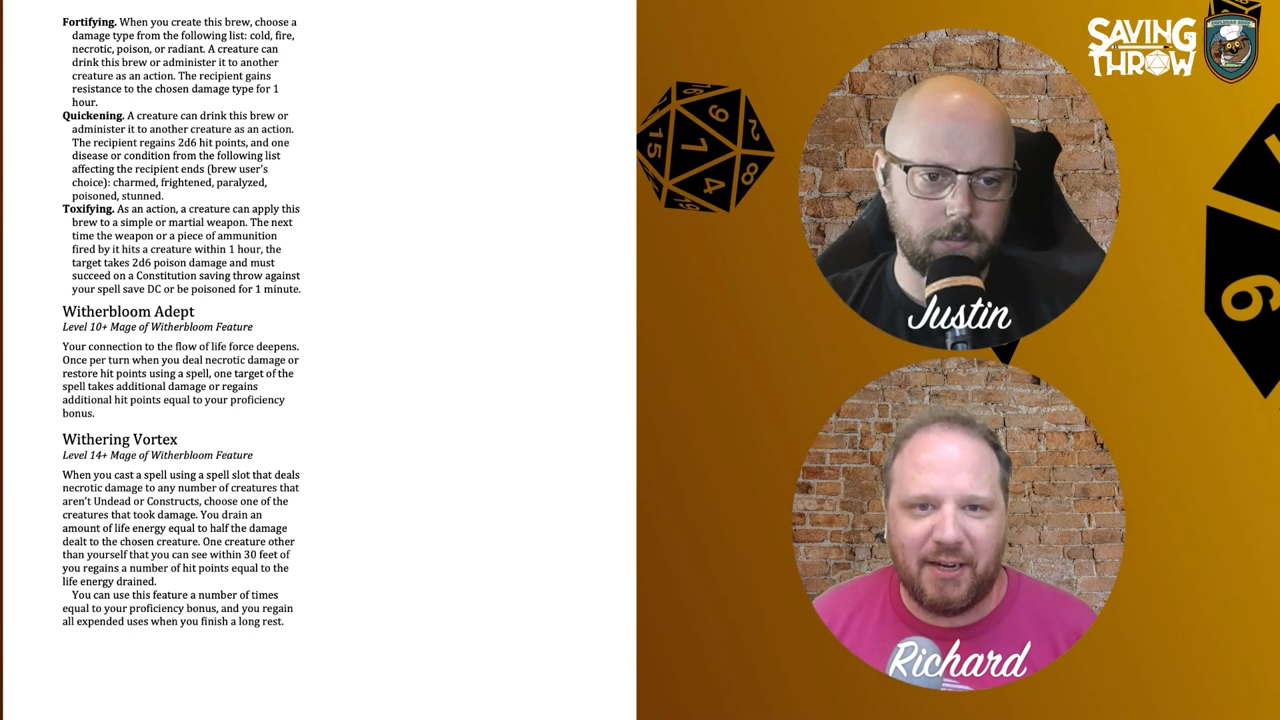 Fortifying. When you create this brew, choose a
damage type from the following list: cold, fire,
necrotic, poison, or radiant. A creature can
drink this brew or administer it to another
creature as an action. The recipient gains
resistance to the chosen damage type for 1
hour.
Quickening. A creature can drink this brew or
administer it to another creature as an action.
The recipient regains 2d6 hit points, and one
disease or condition from the following list
affecting the recipient ends (brew user's
choice): charmed, frightened, paralyzed,
poisoned, stunned.
Toxifying. As an action, a creature can apply this
brew to a simple or martial weapon. The next
time the weapon or a piece of ammunition
fired by it hits a creature within 1 hour, the
target takes 2d6 poison damage and must
succeed on a Constitution saving throw against
your spell save DC or be poisoned for 1 minute.
Witherbloom Adept
Level 10+ Mage of Witherbloom Feature
Your connection to the flow of life force deepens.
Once per turn when you deal necrotic damage or
restore hit points using a spell, one target of the
spell takes additional damage or regains
additional hit points equal to your proficiency
bonus.
Withering Vortex
Level 14+ Mage of Witherbloom Feature
When you cast a spell using a spell slot that deals
necrotic damage to any number of creatures that
aren't Undead or Constructs, choose one of the
creatures that took damage. You drain an
amount of life energy equal to half the damage
dealt to the chosen creature. One creature other
than yourself that you can see within 30 feet of
you regains a number of hit points equal to the
life energy drained.
You can use this feature a number of times
equal to your proficiency bonus, and you regain
all expended uses when you finish a long rest.
SAVING
THROW
16
9
2
15
1
8
4
19
Justin
Richard
9